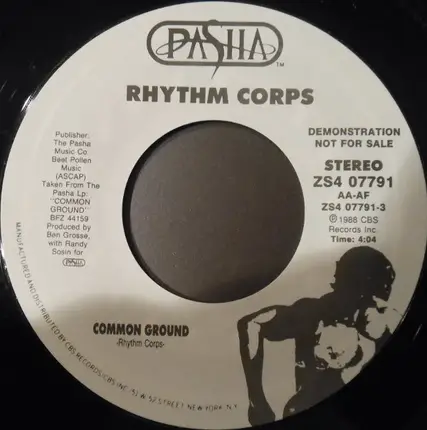 PASHA
TM
RHYTHM CORPS
Publisher:
The Pasha
Music Co.
Beat Pollen
Music
(ASCAP)
Taken From The
Pasha Lp:
"COMMON
GROUND"
BFZ 44159
Produced by
Ben Grosse,
with Randy
Sosin for
PASHA
DEMONSTRATION
NOT FOR SALE
STEREO
ZS4 07791
AA-AF
ZS4 07791-3
℗ 1988 CBS
Records Inc.
Time: 4:04
COMMON GROUND
-Rhythm Corps-
MANUFACTURED AND DISTRIBUTED BY CBS RECORDS/CBS INC. 51 W. 52 STREET NEW YORK, N.Y.